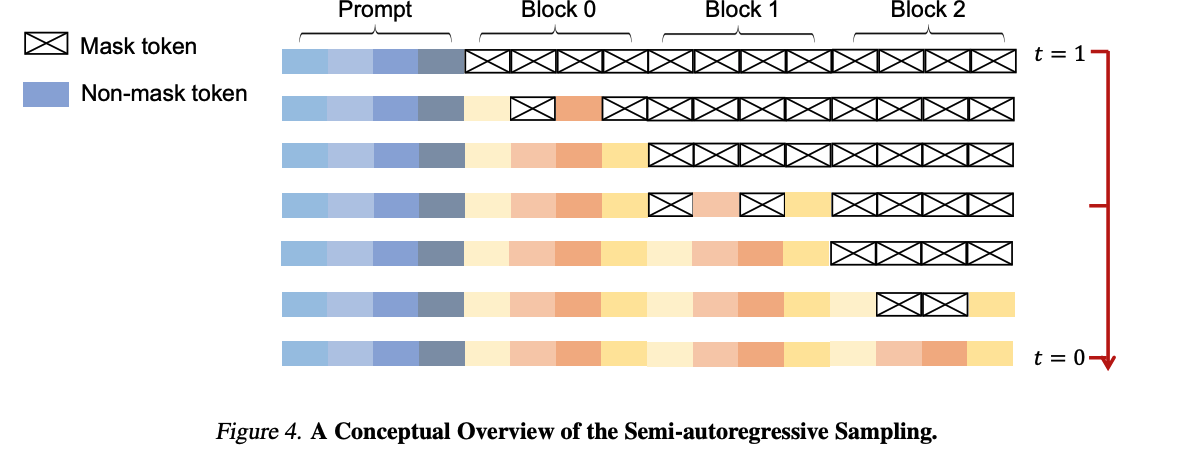 Prompt Block 0 Block 1 Block 2
Mask token
t = 1
Non-mask token
t = 0
Figure 4. A Conceptual Overview of the Semi-autoregressive Sampling.